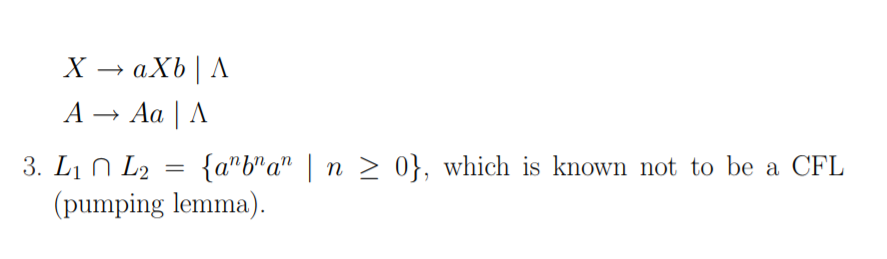 X → aXb | Λ
A → Aa | Λ
3. L₁ ∩ L₂ = {aⁿbⁿaⁿ | n ≥ 0}, which is known not to be a CFL
(pumping lemma).